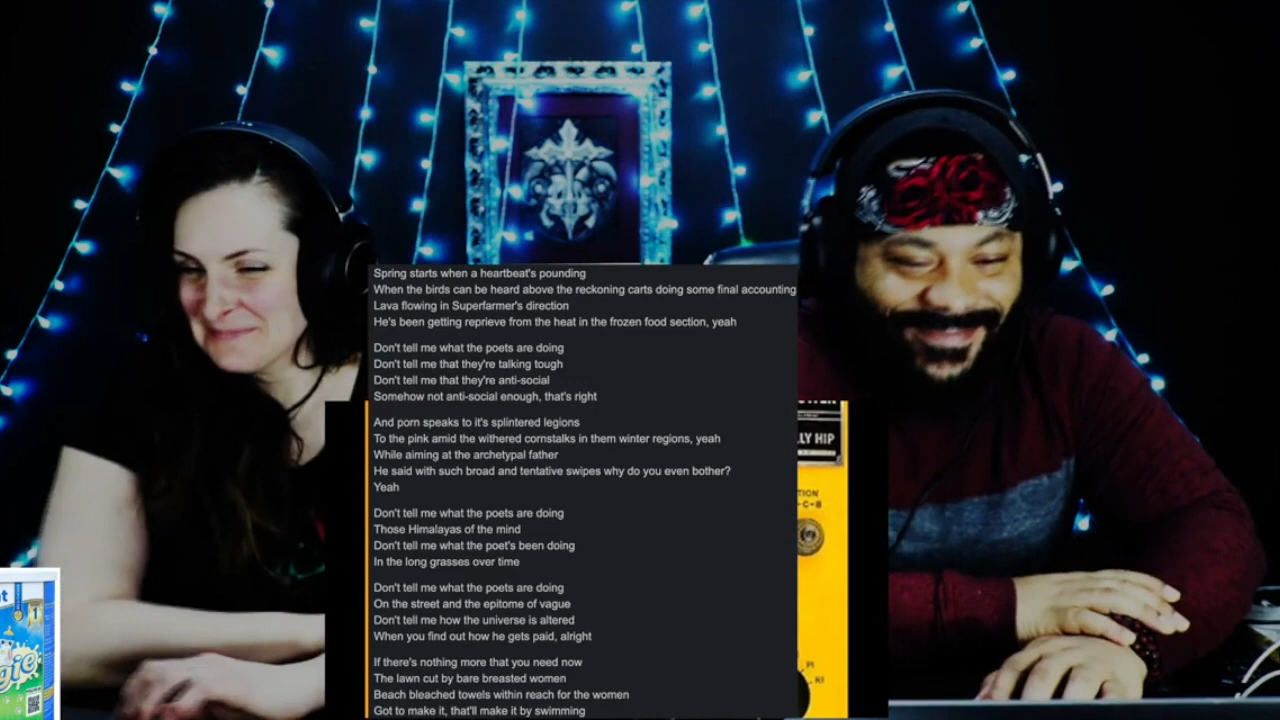 Spring starts when a heartbeat's pounding
When the birds can be heard above the reckoning carts doing some final accounting
Lava flowing in Superfarmer's direction
He's been getting reprieve from the heat in the frozen food section, yeah
Don't tell me what the poets are doing
Don't tell me that they're talking tough
Don't tell me that they're anti-social
Somehow not anti-social enough, that's right
And porn speaks to it's splintered legions
To the pink amid the withered cornstalks in them winter regions, yeah
While aiming at the archetypal father
He said with such broad and tentative swipes why do you even bother?
Yeah
Don't tell me what the poets are doing
Those Himalayas of the mind
Don't tell me what the poet's been doing
In the long grasses over time
Don't tell me what the poets are doing
On the street and the epitome of vague
Don't tell me how the universe is altered
When you find out how he gets paid, alright
If there's nothing more that you need now
The lawn cut by bare breasted women
Beach bleached towels within reach for the women
Got to make it, that'll make it by swimming
LY HIP
TION
-C-B
PI
RI
1
gie